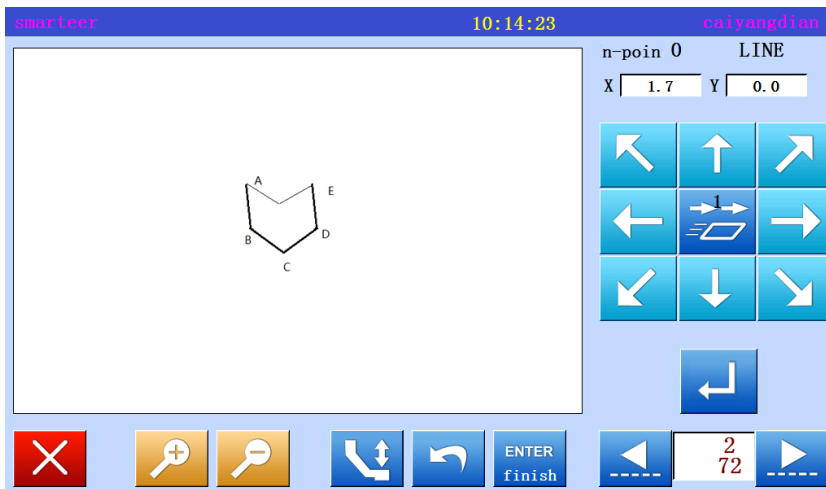 smarteer 10:14:23 caiyangdian
n-poin 0 LINE
X 1.7 Y 0.0
1
A
E
B
D
C
ENTER
finish
2
72